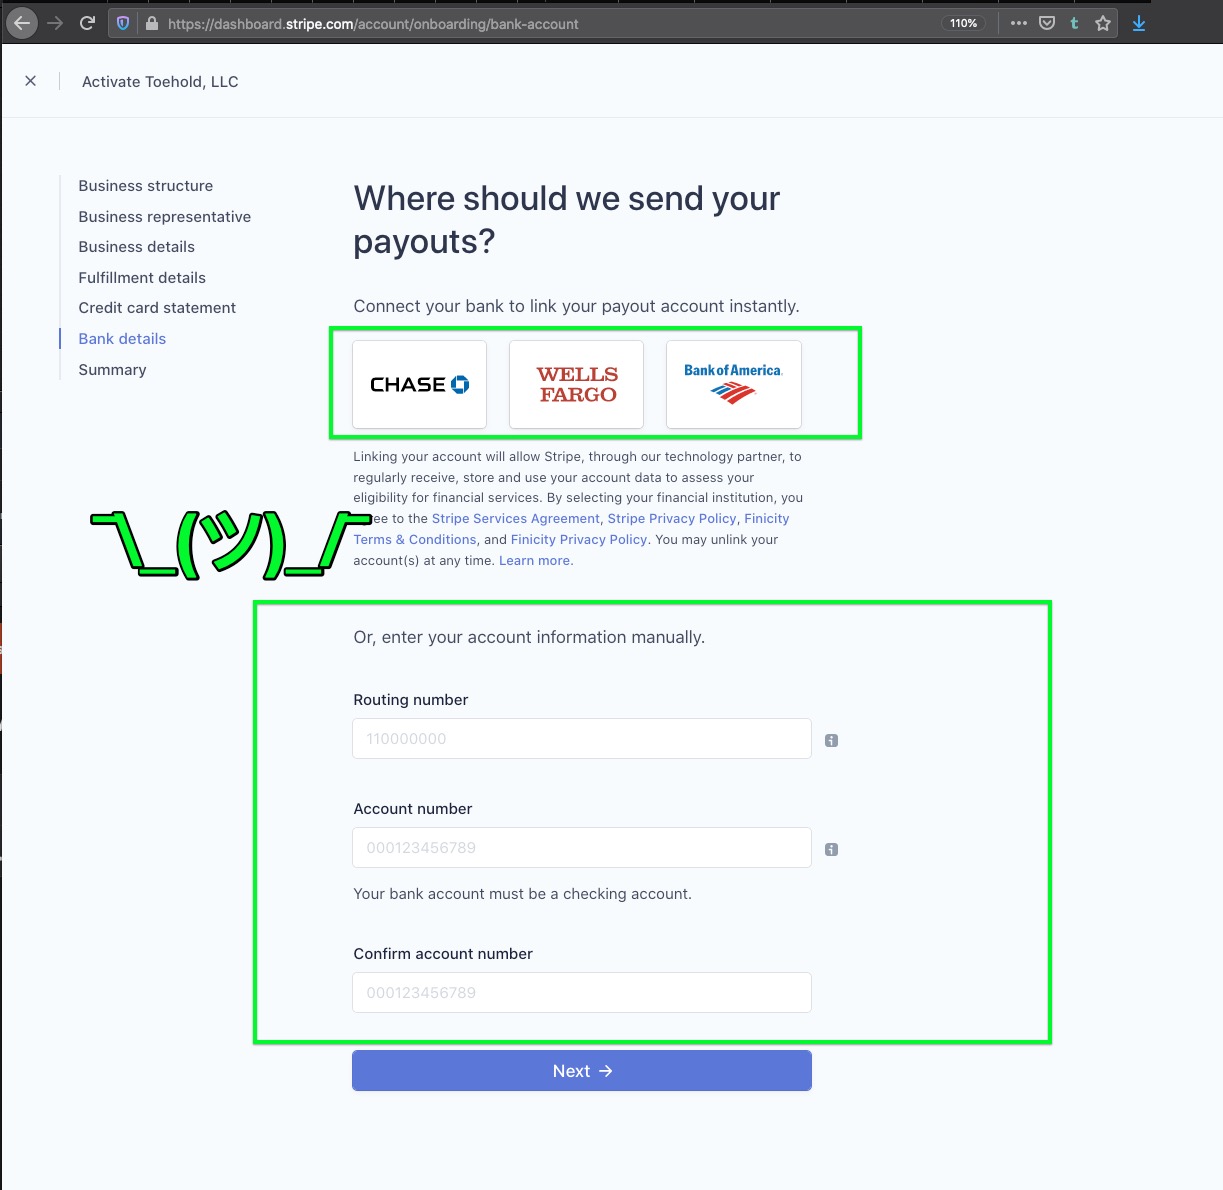 https://dashboard.stripe.com/account/onboarding/bank-account
110%
Activate Toehold, LLC
Business structure
Business representative
Business details
Fulfillment details
Credit card statement
Bank details
Summary
Where should we send your
payouts?
Connect your bank to link your payout account instantly.
CHASE
WELLS
FARGO
Bank of America
Linking your account will allow Stripe, through our technology partner, to
regularly receive, store and use your account data to assess your
eligibility for financial services. By selecting your financial institution, you
ee to the Stripe Services Agreement, Stripe Privacy Policy, Finicity
Terms & Conditions, and Finicity Privacy Policy. You may unlink your
account(s) at any time. Learn more.
¯\_(ツ)_/¯
Or, enter your account information manually.
Routing number
110000000
Account number
000123456789
Your bank account must be a checking account.
Confirm account number
000123456789
Next →